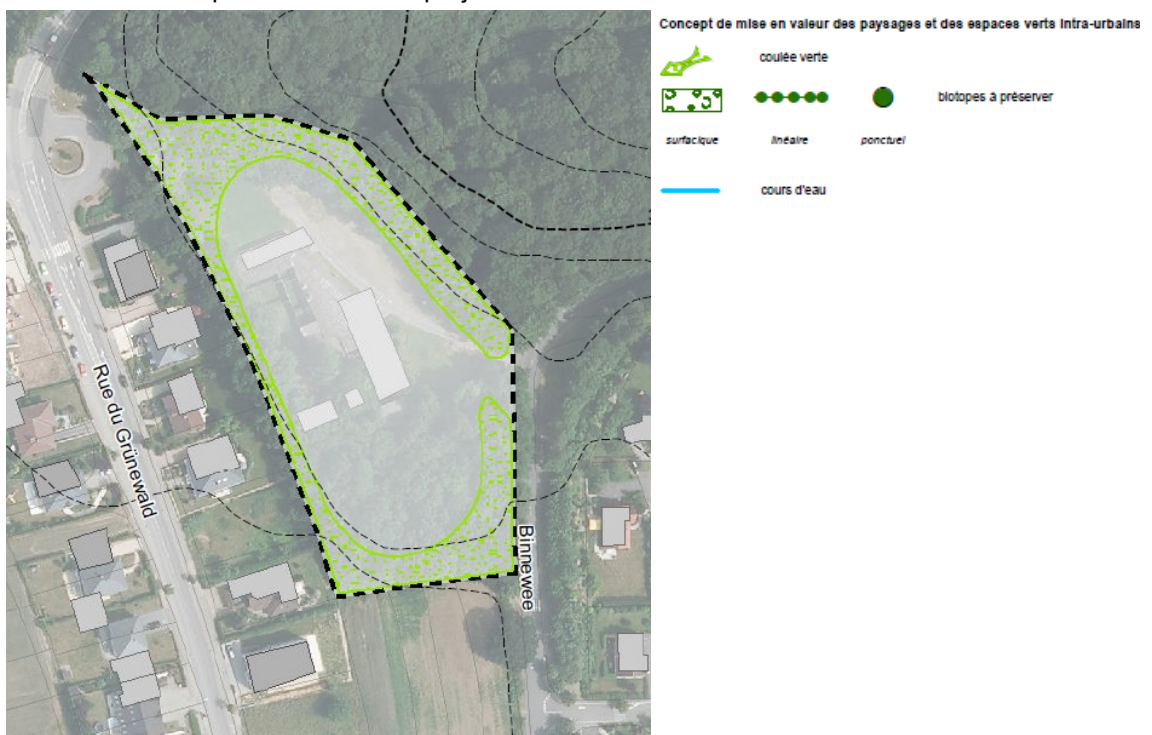 Concept de mise en valeur des paysages et des espaces verts intra-urbains
coulée verte
biotopes à préserver
surfacique linéaire ponctuel
cours d'eau
Rue du Grünewald
Binnewee